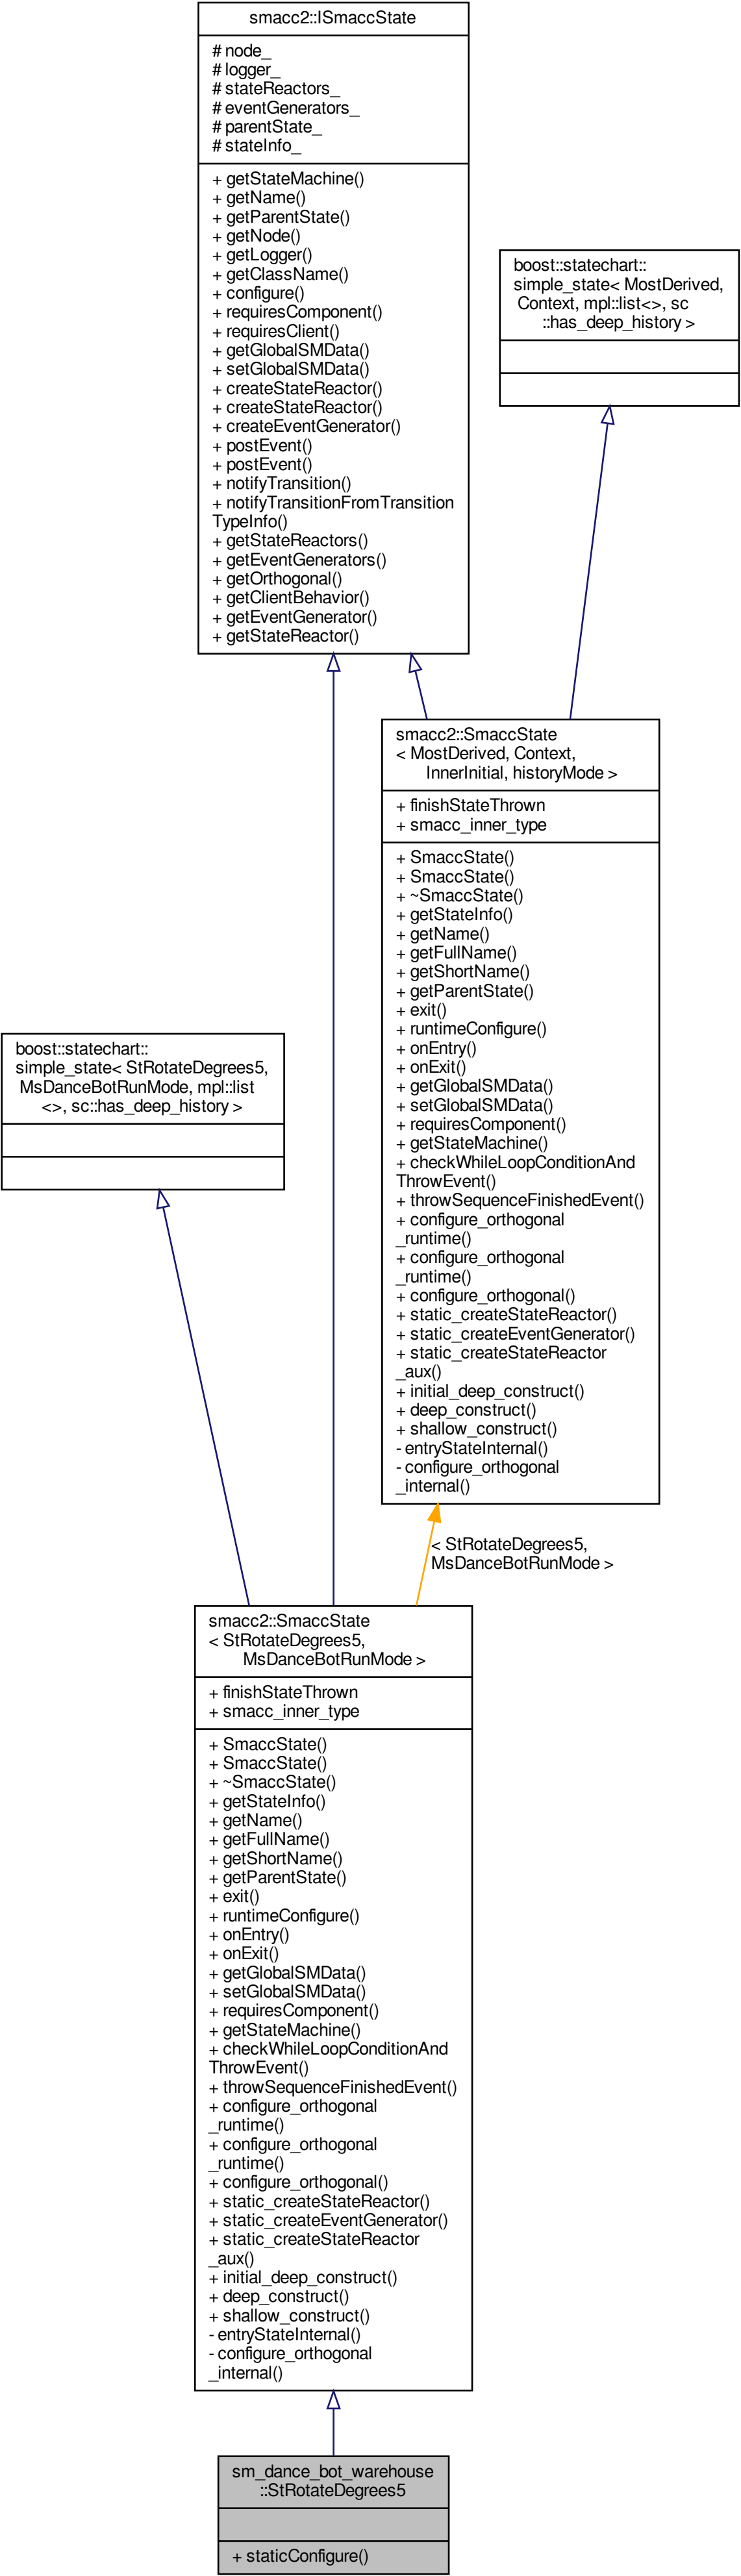 smacc2::ISmaccState
# node_
# logger_
# stateReactors_
# eventGenerators_
# parentState_
# stateInfo_
+ getStateMachine()
+ getName()
+ getParentState()
+ getNode()
+ getLogger()
+ getClassName()
+ configure()
+ requiresComponent()
+ requiresClient()
+ getGlobalSMData()
+ setGlobalSMData()
+ createStateReactor()
+ createStateReactor()
+ createEventGenerator()
+ postEvent()
+ postEvent()
+ notifyTransition()
+ notifyTransitionFromTransition
TypeInfo()
+ getStateReactors()
+ getEventGenerators()
+ getOrthogonal()
+ getClientBehavior()
+ getEventGenerator()
+ getStateReactor()
boost::statechart::
simple_state< MostDerived,
Context, mpl::list<>, sc
::has_deep_history >
smacc2::SmaccState
< MostDerived, Context,
InnerInitial, historyMode >
+ finishStateThrown
+ smacc_inner_type
+ SmaccState()
+ SmaccState()
+ ~SmaccState()
+ getStateInfo()
+ getName()
+ getFullName()
+ getShortName()
+ getParentState()
+ exit()
+ runtimeConfigure()
+ onEntry()
+ onExit()
+ getGlobalSMData()
+ setGlobalSMData()
+ requiresComponent()
+ getStateMachine()
+ checkWhileLoopConditionAnd
ThrowEvent()
+ throwSequenceFinishedEvent()
+ configure_orthogonal
_runtime()
+ configure_orthogonal
_runtime()
+ configure_orthogonal()
+ static_createStateReactor()
+ static_createEventGenerator()
+ static_createStateReactor
_aux()
+ initial_deep_construct()
+ deep_construct()
+ shallow_construct()
- entryStateInternal()
- configure_orthogonal
_internal()
boost::statechart::
simple_state< StRotateDegrees5,
MsDanceBotRunMode, mpl::list
<>, sc::has_deep_history >
< StRotateDegrees5,
MsDanceBotRunMode >
smacc2::SmaccState
< StRotateDegrees5,
MsDanceBotRunMode >
+ finishStateThrown
+ smacc_inner_type
+ SmaccState()
+ SmaccState()
+ ~SmaccState()
+ getStateInfo()
+ getName()
+ getFullName()
+ getShortName()
+ getParentState()
+ exit()
+ runtimeConfigure()
+ onEntry()
+ onExit()
+ getGlobalSMData()
+ setGlobalSMData()
+ requiresComponent()
+ getStateMachine()
+ checkWhileLoopConditionAnd
ThrowEvent()
+ throwSequenceFinishedEvent()
+ configure_orthogonal
_runtime()
+ configure_orthogonal
_runtime()
+ configure_orthogonal()
+ static_createStateReactor()
+ static_createEventGenerator()
+ static_createStateReactor
_aux()
+ initial_deep_construct()
+ deep_construct()
+ shallow_construct()
- entryStateInternal()
- configure_orthogonal
_internal()
sm_dance_bot_warehouse
::StRotateDegrees5
+ staticConfigure()